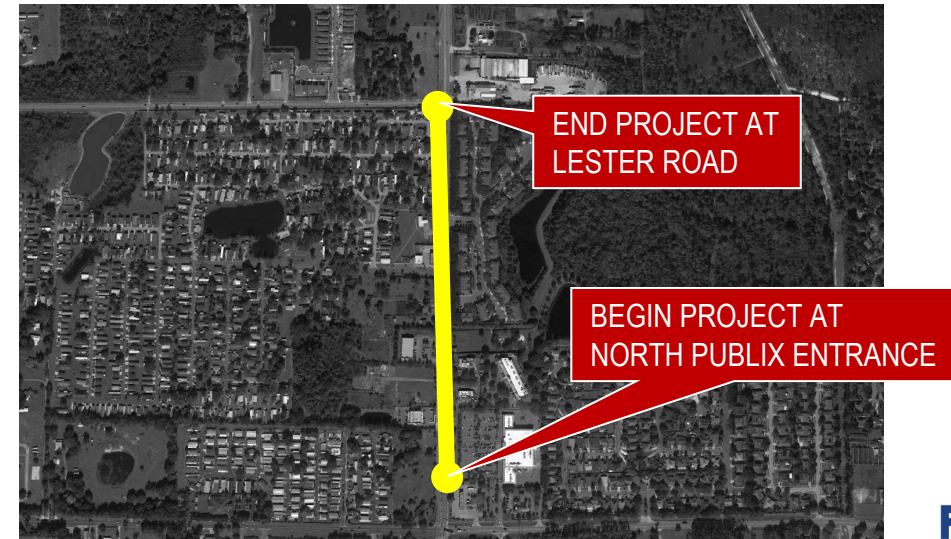 END PROJECT AT
LESTER ROAD
BEGIN PROJECT AT
NORTH PUBLIX ENTRANCE